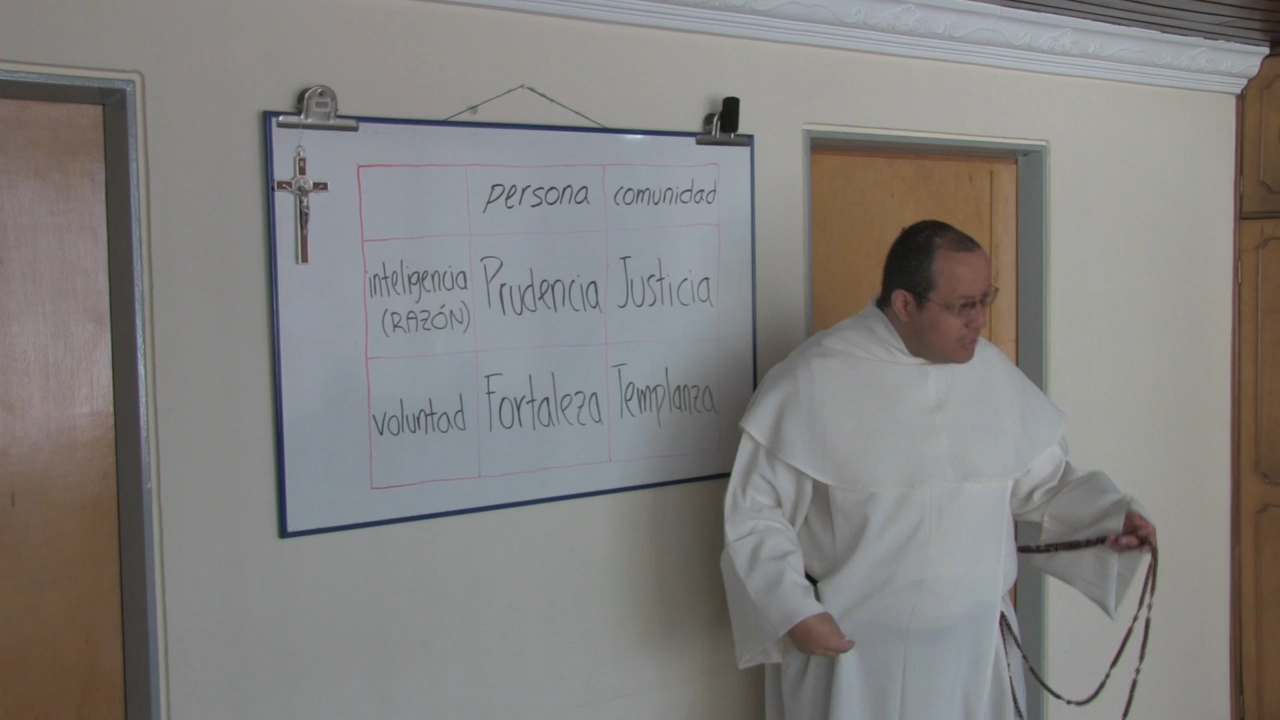 persona comunidad
inteligencia Prudencia Justicia
(RAZÓN)
voluntad Fortaleza Templanza